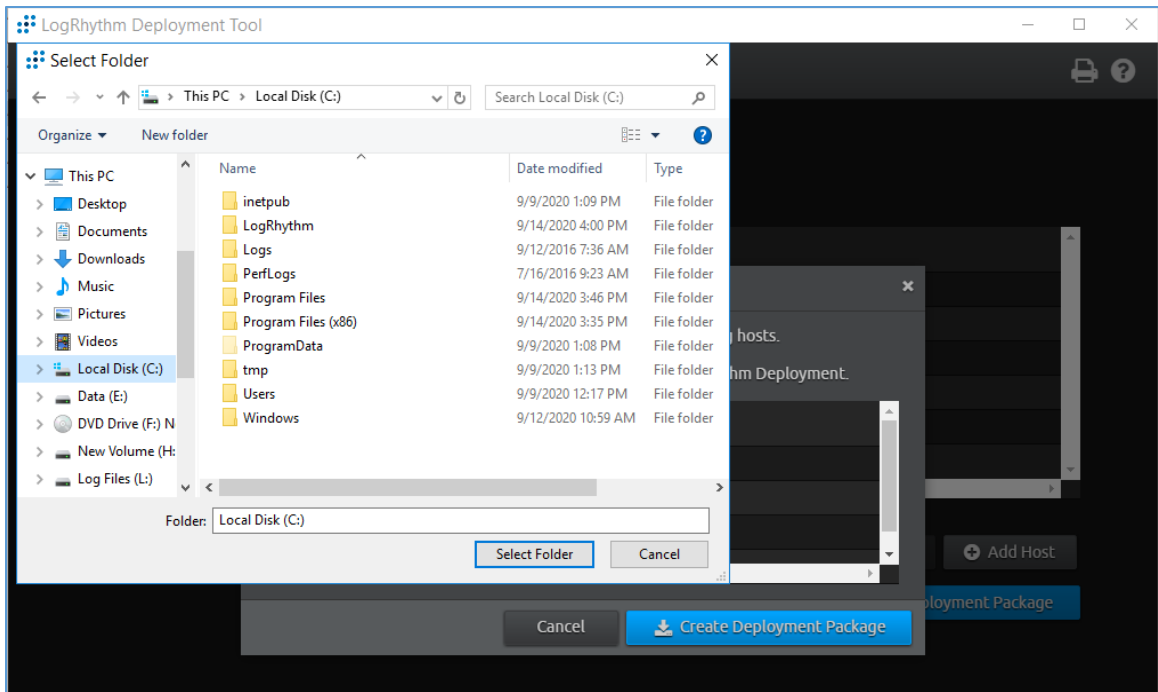 LogRhythm Deployment Tool
Select Folder
This PC > Local Disk (C:)
Search Local Disk (C:)
Organize
New folder
Name
Date modified
Type
This PC
Desktop
Documents
Downloads
Music
Pictures
Videos
Local Disk (C:)
Data (E:)
DVD Drive (F:) N
New Volume (H:
Log Files (L:)
inetpub 9/9/2020 1:09 PM File folder
LogRhythm 9/14/2020 4:00 PM File folder
Logs 9/12/2016 7:36 AM File folder
PerfLogs 7/16/2016 9:23 AM File folder
Program Files 9/14/2020 3:46 PM File folder
Program Files (x86) 9/14/2020 3:35 PM File folder
ProgramData 9/9/2020 1:08 PM File folder
tmp 9/9/2020 1:13 PM File folder
Users 9/9/2020 12:17 PM File folder
Windows 9/12/2020 10:59 AM File folder
Folder: Local Disk (C:)
Select Folder
Cancel
hosts.
hm Deployment.
Add Host
ployment Package
Cancel
Create Deployment Package